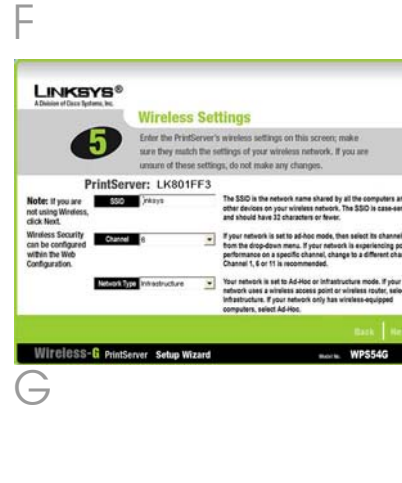 F
LINKSYS®
A Division of Cisco Systems, Inc.
Wireless Settings
5
Enter the PrintServer's wireless settings on this screen; make
sure they match the settings of your wireless network. If you are
unsure of these settings, do not make any changes.
PrintServer: LK801FF3
Note: If you are
not using Wireless,
click Next.
Wireless Security
can be configured
within the Web
Configuration.
SSID
linksys
The SSID is the network name shared by all the computers
other devices on your wireless network. The SSID is
and should have 32 characters or fewer.
Channel 6
If your network is set to ad-hoc mode, then select its channel
from the drop-down menu. If your network is experiencing
performance on a specific channel, change to a different
Channel 1, 6 or 11 is recommended.
Network Type Infrastructure
Your network is set to Ad-Hoc or Infrastructure mode. If your
network uses a wireless access point or wireless router,
Infrastructure. If your network only has wireless-equipped
computers, select Ad-Hoc.
Back
Wireless-G PrintServer Setup Wizard
Model No. WPS54G
G